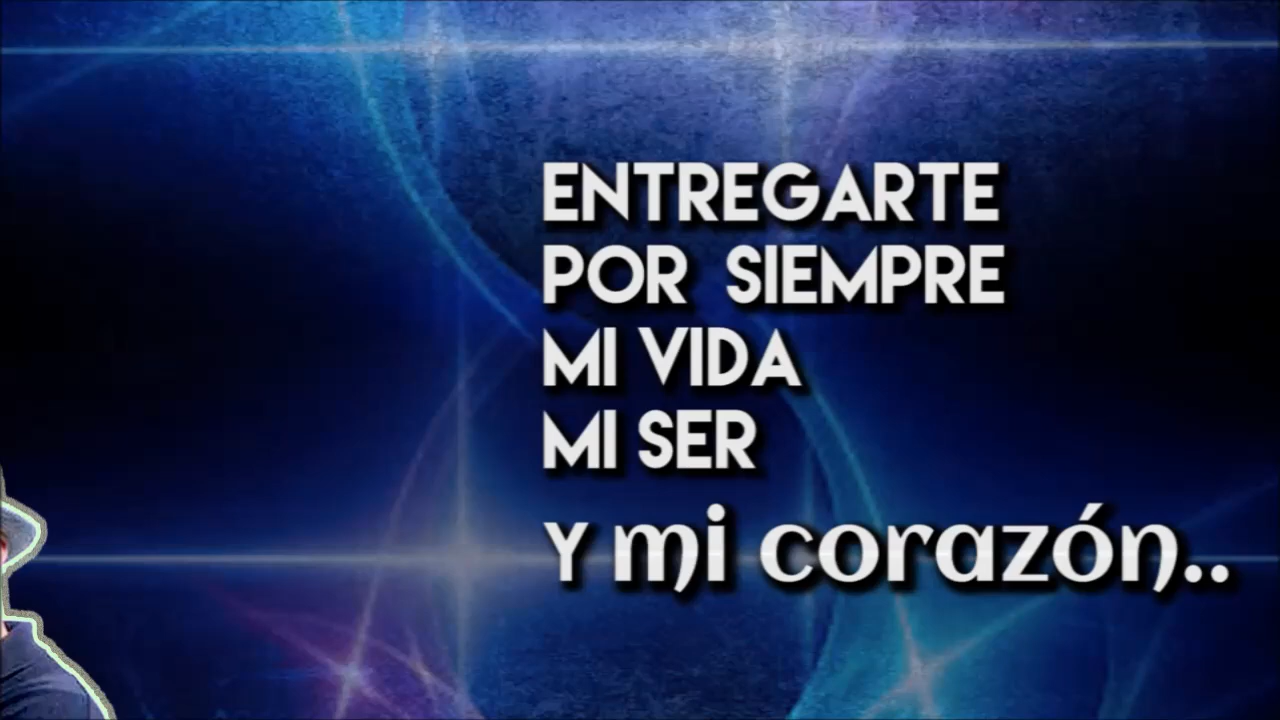 ENTREGARTE
POR SIEMPRE
MI VIDA
MI SER
Y mi corazón..